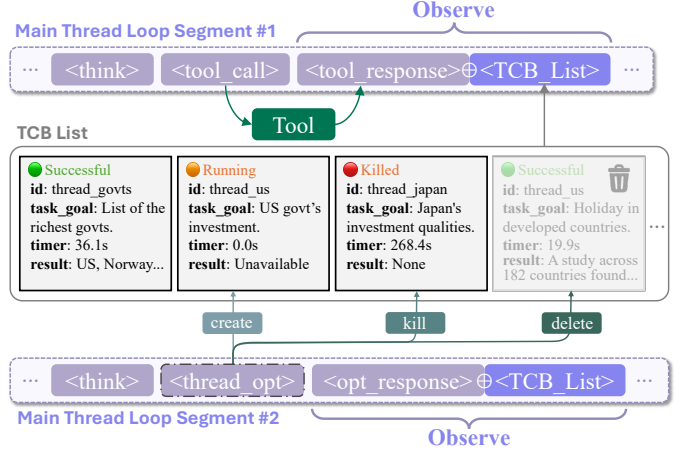 Observe
Main Thread Loop Segment #1
... <think> <tool_call> <tool_response>⊕<TCB_List> ...
Tool
TCB List
Successful
id: thread_govts
task_goal: List of the
richest govts.
timer: 36.1s
result: US, Norway...
Running
id: thread_us
task_goal: US govt’s
investment.
timer: 0.0s
result: Unavailable
Killed
id: thread_japan
task_goal: Japan's
investment qualities.
timer: 268.4s
result: None
Successful
id: thread_us
task_goal: Holiday in
developed countries.
timer: 19.9s
result: A study across
182 countries found...
...
create
kill
delete
... <think> <thread_opt> <opt_response>⊕<TCB_List> ...
Main Thread Loop Segment #2
Observe